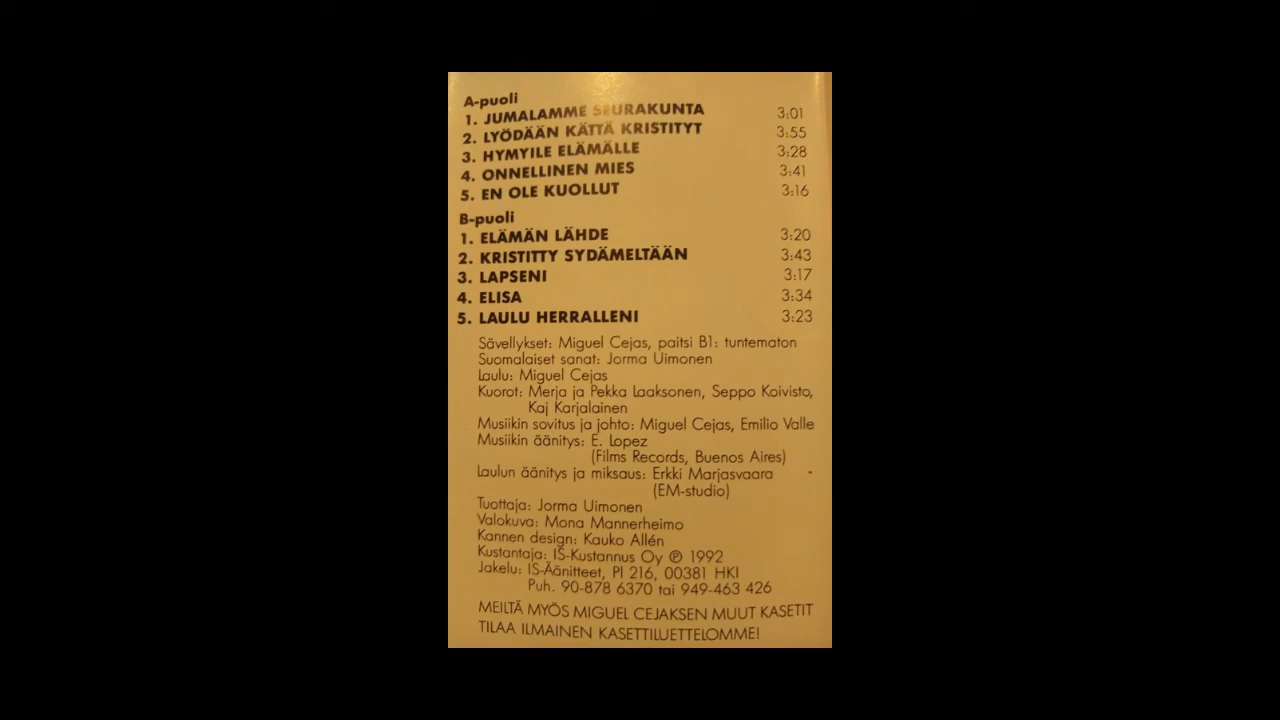 A-puoli
1. JUMALAMME SEURAKUNTA 3:01
2. LYÖDÄÄN KÄTTÄ KRISTITYT 3:55
3. HYMYILE ELÄMÄLLE 3:28
4. ONNELLINEN MIES 3:41
5. EN OLE KUOLLUT 3:16
B-puoli
1. ELÄMÄN LÄHDE 3:20
2. KRISTITTY SYDÄMELTÄÄN 3:43
3. LAPSENI 3:17
4. ELISA 3:34
5. LAULU HERRALLENI 3:23
Sävellykset: Miguel Cejas, paitsi B1: tuntematon
Suomalaiset sanat: Jorma Uimonen
Laulu: Miguel Cejas
Kuorot: Merja ja Pekka Laaksonen, Seppo Koivisto,
Kaj Karjalainen
Musiikin sovitus ja johto: Miguel Cejas, Emilio Valle
Musiikin äänitys: E. Lopez
(Films Records, Buenos Aires)
Laulun äänitys ja miksaus: Erkki Marjasvaara
(EM-studio)
Tuottaja: Jorma Uimonen
Valokuva: Mona Mannerheimo
Kannen design: Kauko Allén
Kustantaja: IS-Kustannus Oy ℗ 1992
Jakelu: IS-Äänitteet, Pl 216, 00381 HKI
Puh. 90-878 6370 tai 949-463 426
MEILTÄ MYÖS MIGUEL CEJAKSEN MUUT KASETIT
TILAA ILMAINEN KASETTILUETTELOMME!